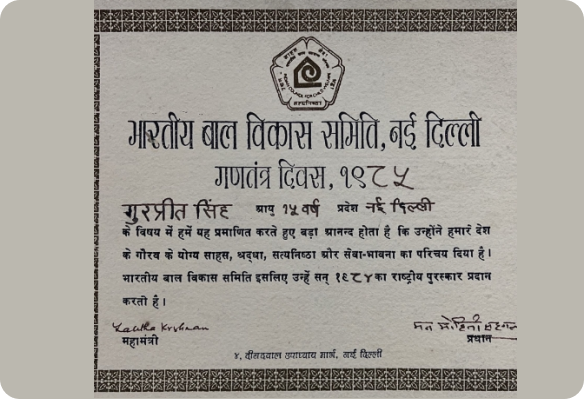 भारतीय बाल विकास समिति, नई दिल्ली
गणतंत्र दिवस, १९८५
गुरप्रीत सिंह आयु १५ वर्ष प्रदेश नई दिल्ली
के विषय में हमें यह प्रमाणित करते हुए बड़ा आनन्द होता है कि उन्होंने हमारे देश
के गौरव के योग्य साहस, श्रद्धा, सत्यनिष्ठा और सेवा-भावना का परिचय दिया है।
भारतीय बाल विकास समिति इसलिए उन्हें सन् १९८४ का राष्ट्रीय पुरस्कार प्रदान
करती है।
महामंत्री
प्रधान
४, दीनदयाल उपाध्याय मार्ग, नई दिल्ली